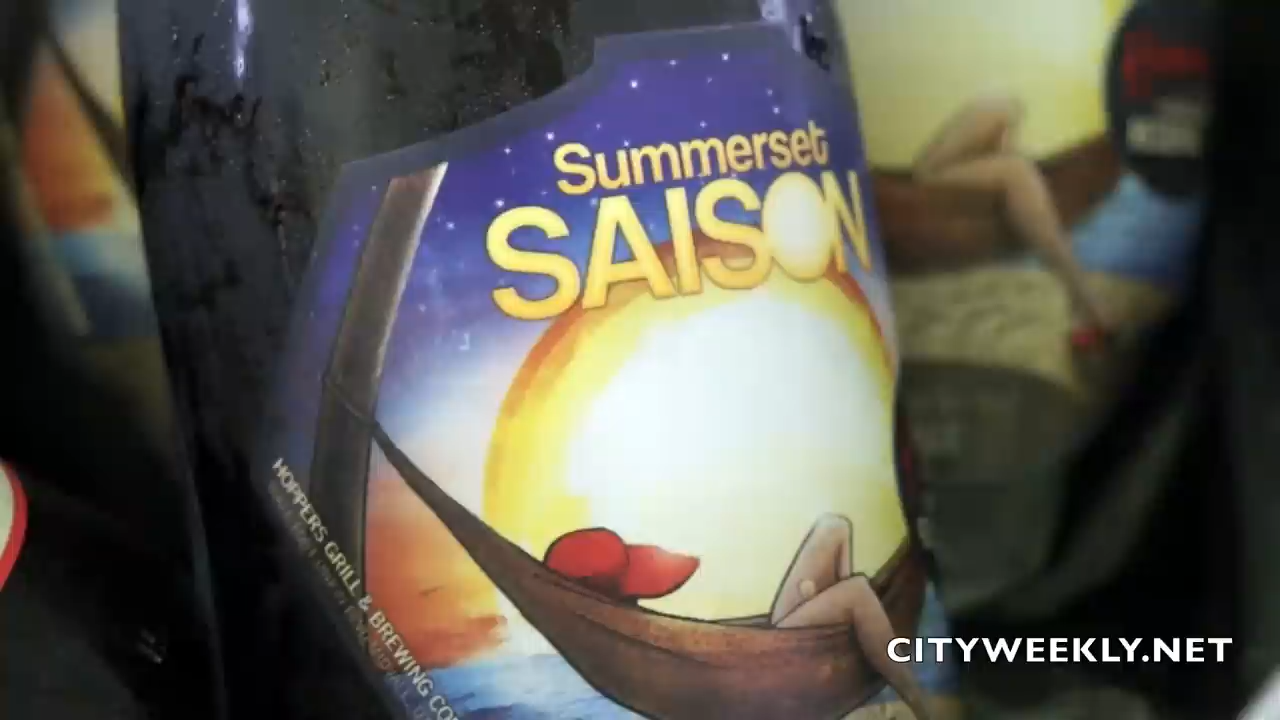 Summerset
SAISON
HOPPERS GRILL & BREWING CO
CITYWEEKLY.NET